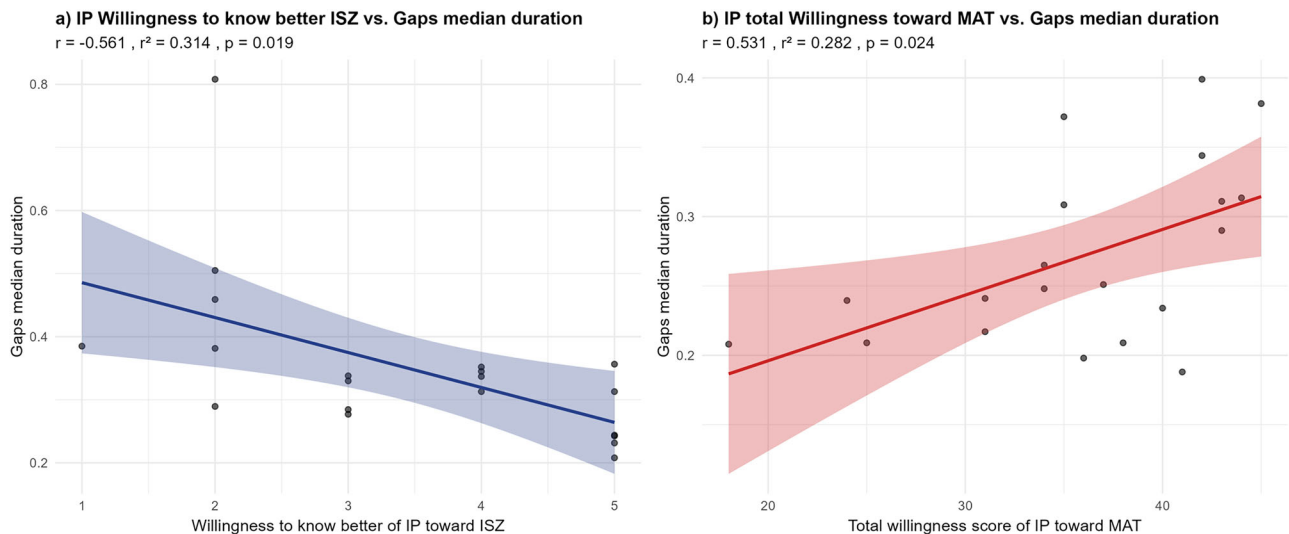 a) IP Willingness to know better ISZ vs. Gaps median duration
r = -0.561 , r² = 0.314 , p = 0.019
Gaps median duration
0.8
0.6
0.4
0.2
1 2 3 4 5
Willingness to know better of IP toward ISZ
b) IP total Willingness toward MAT vs. Gaps median duration
r = 0.531 , r² = 0.282 , p = 0.024
Gaps median duration
0.4
0.3
0.2
20 30 40
Total willingness score of IP toward MAT